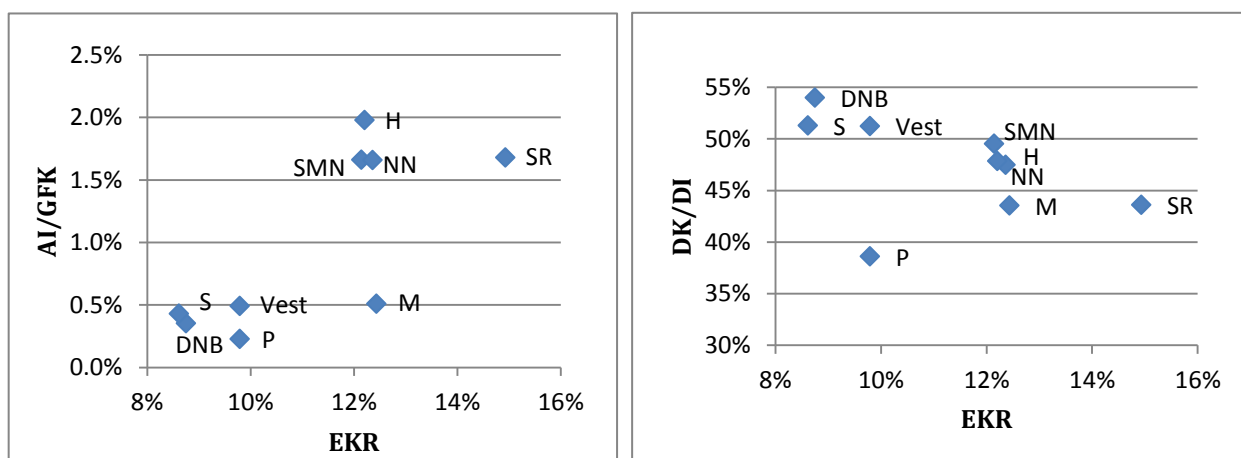 2.5%
2.0%
1.5%
1.0%
0.5%
0.0%
AI/GFK
H
SMN
NN
SR
S
Vest
M
DNB
P
8%
10%
12%
14%
16%
EKR
55%
50%
45%
40%
35%
30%
DK/DI
DNB
S
Vest
SMN
H
NN
M
SR
P
8%
10%
12%
14%
16%
EKR